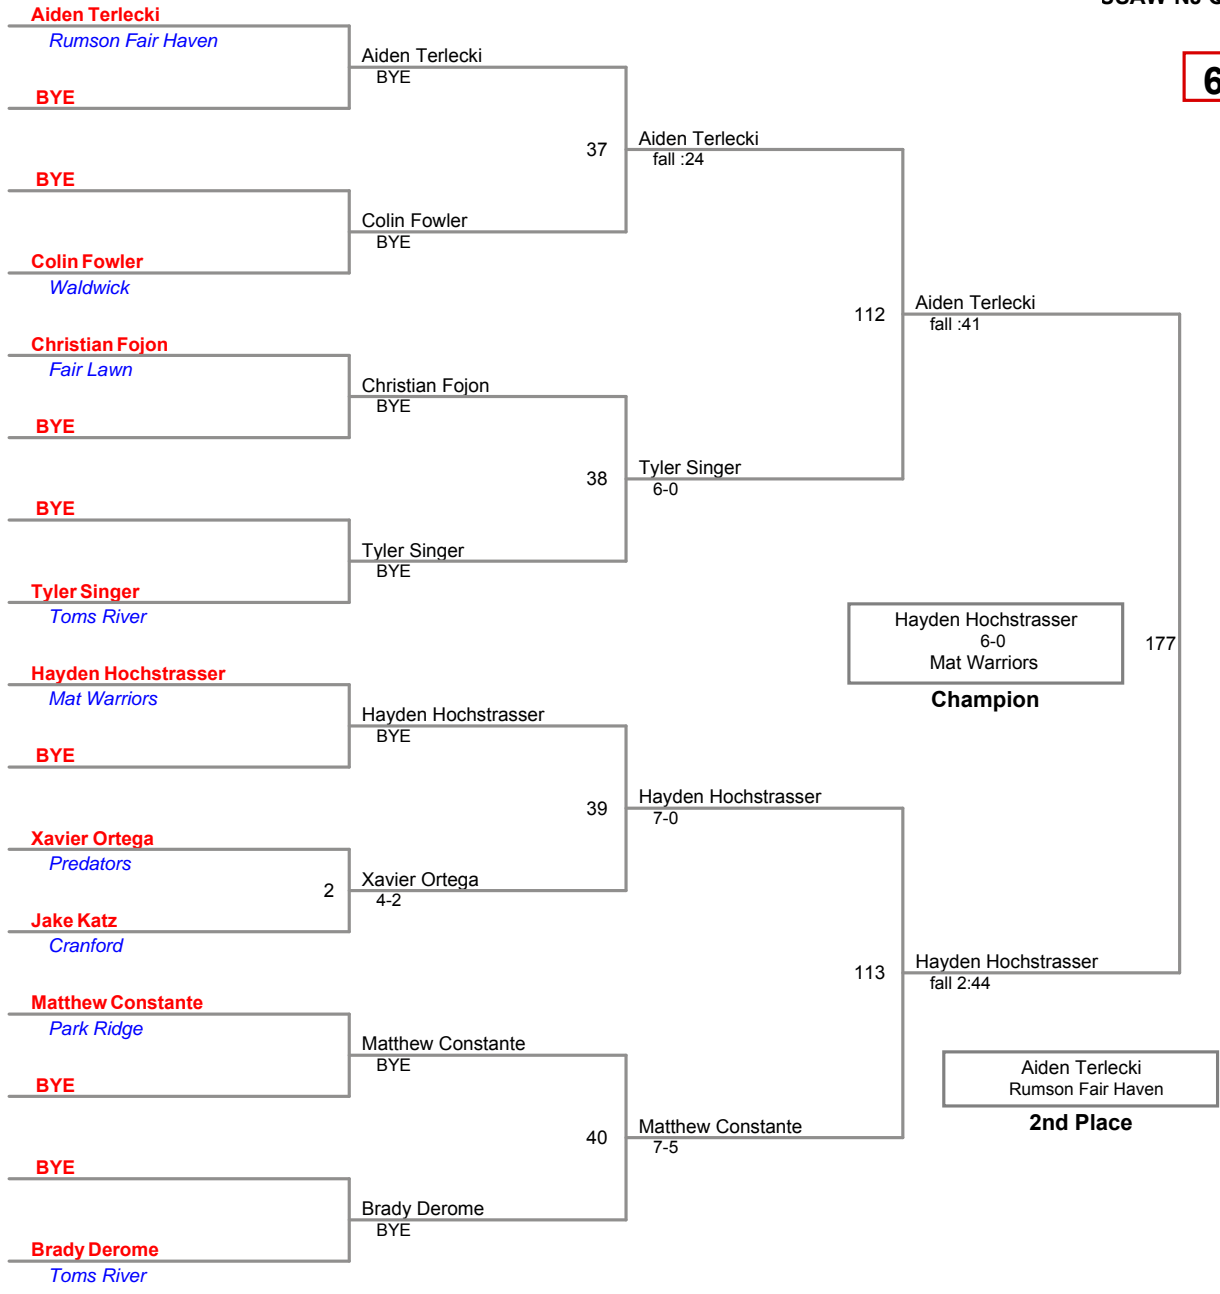 Aiden Terlecki
Rumson Fair Haven
Aiden Terlecki
BYE
BYE
37
Aiden Terlecki
fall :24
BYE
Colin Fowler
BYE
Colin Fowler
Waldwick
112
Aiden Terlecki
fall :41
Christian Fojon
Fair Lawn
Christian Fojon
BYE
BYE
38
Tyler Singer
6-0
BYE
Tyler Singer
BYE
Tyler Singer
Toms River
Hayden Hochstrasser
6-0
Mat Warriors
Champion
177
Hayden Hochstrasser
Mat Warriors
Hayden Hochstrasser
BYE
BYE
39
Hayden Hochstrasser
7-0
Xavier Ortega
Predators
2
Xavier Ortega
4-2
Jake Katz
Cranford
113
Hayden Hochstrasser
fall 2:44
Matthew Constante
Park Ridge
Matthew Constante
BYE
BYE
40
Matthew Constante
7-5
Aiden Terlecki
Rumson Fair Haven
2nd Place
BYE
Brady Derome
BYE
Brady Derome
Toms River